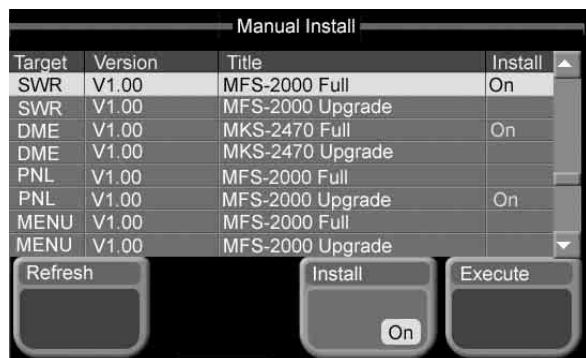 Manual Install
Target Version Title Install
SWR V1.00 MFS-2000 Full On
SWR V1.00 MFS-2000 Upgrade
DME V1.00 MKS-2470 Full On
DME V1.00 MKS-2470 Upgrade
PNL V1.00 MFS-2000 Full
PNL V1.00 MFS-2000 Upgrade On
MENU V1.00 MFS-2000 Full
MENU V1.00 MFS-2000 Upgrade
Refresh Install Execute
On